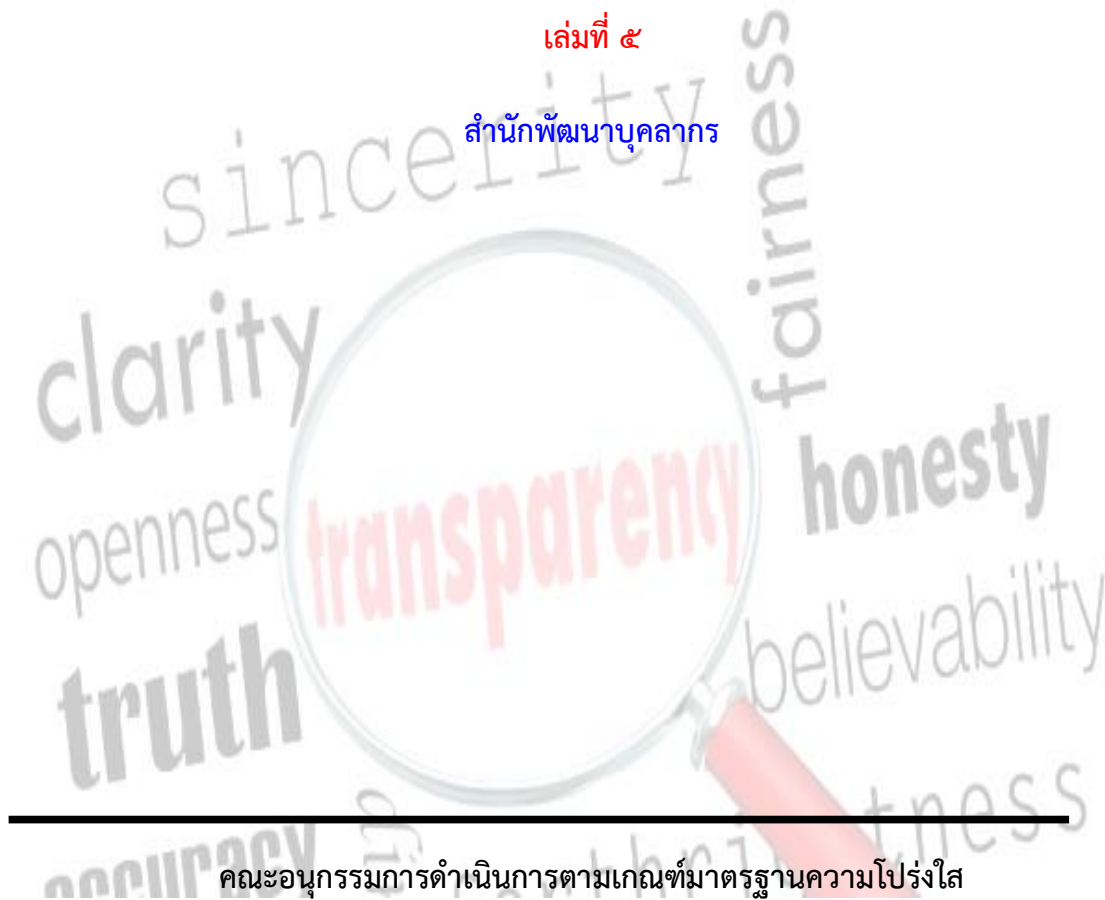 เล่มที่ ๕
fairness
sincerity
สำนักพัฒนาบุคลากร
clarity
transparency
honesty
openness
believability
truth
accuracy
คณะอนุกรรมการดำเนินการตามเกณฑ์มาตรฐานความโปร่งใส